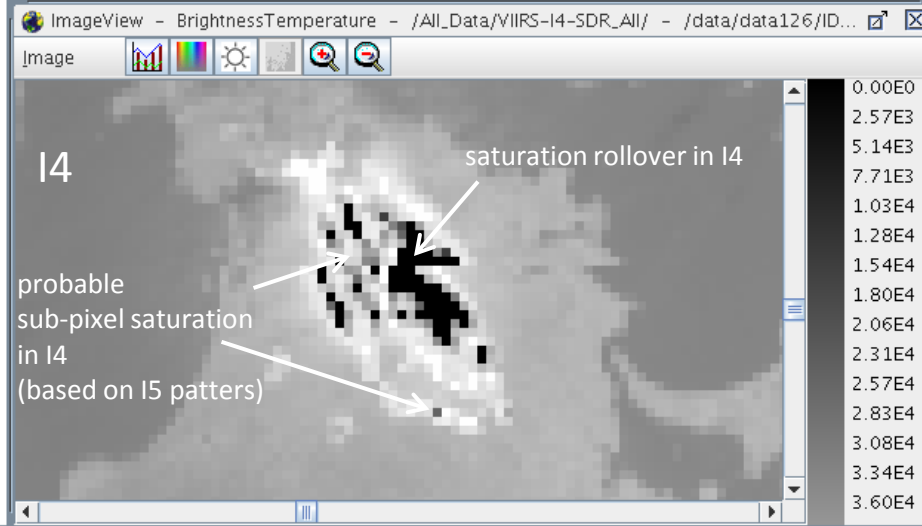 ImageView - BrightnessTemperature - /All_Data/VIIRS-I4-SDR_All/ - /data/data126/ID...
Image
I4
saturation rollover in I4
probable
sub-pixel saturation
in I4
(based on I5 patters)
0.00E0
2.57E3
5.14E3
7.71E3
1.03E4
1.28E4
1.54E4
1.80E4
2.06E4
2.31E4
2.57E4
2.83E4
3.08E4
3.34E4
3.60E4